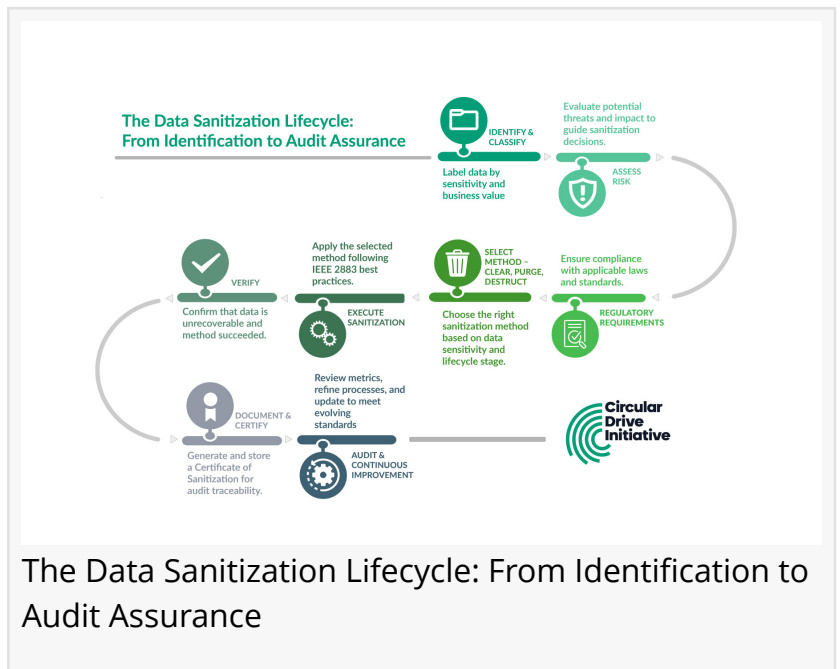 The Data Sanitization Lifecycle:
From Identification to Audit Assurance
IDENTIFY &
CLASSIFY
Label data by
sensitivity and
business value
Evaluate potential
threats and impact to
guide sanitization
decisions.
ASSESS
RISK
Ensure compliance
with applicable laws
and standards.
REGULATORY
REQUIREMENTS
SELECT
METHOD –
CLEAR, PURGE,
DESTRUCT
Choose the right
sanitization method
based on data
sensitivity and
lifecycle stage.
Apply the selected
method following
IEEE 2883 best
practices.
EXECUTE
SANITIZATION
VERIFY
Confirm that data is
unrecoverable and
method succeeded.
DOCUMENT &
CERTIFY
Generate and store
a Certificate of
Sanitization for
audit traceability.
Review metrics,
refine processes, and
update to meet
evolving
standards
AUDIT &
CONTINUOUS
IMPROVEMENT
Circular
Drive
Initiative
The Data Sanitization Lifecycle: From Identification to
Audit Assurance